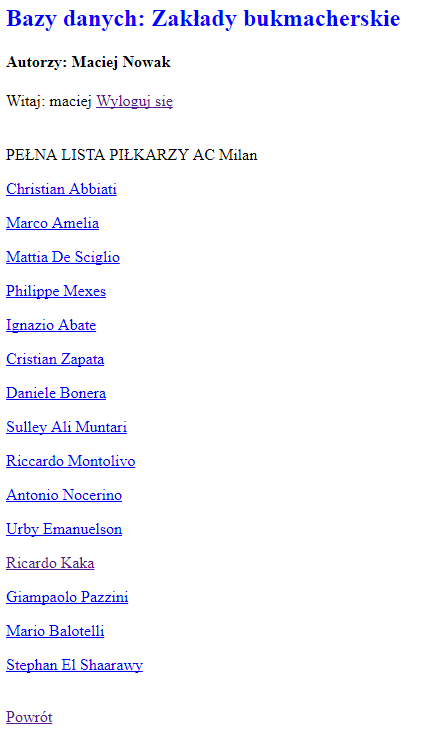 Bazy danych: Zakłady bukmacherskie
Autorzy: Maciej Nowak
Witaj: maciej Wyloguj się
PEŁNA LISTA PIŁKARZY AC Milan
Christian Abbiati
Marco Amelia
Mattia De Sciglio
Philippe Mexes
Ignazio Abate
Cristian Zapata
Daniele Bonera
Sulley Ali Muntari
Riccardo Montolivo
Antonio Nocerino
Urby Emanuelson
Ricardo Kaka
Giampaolo Pazzini
Mario Balotelli
Stephan El Shaarawy
Powrót